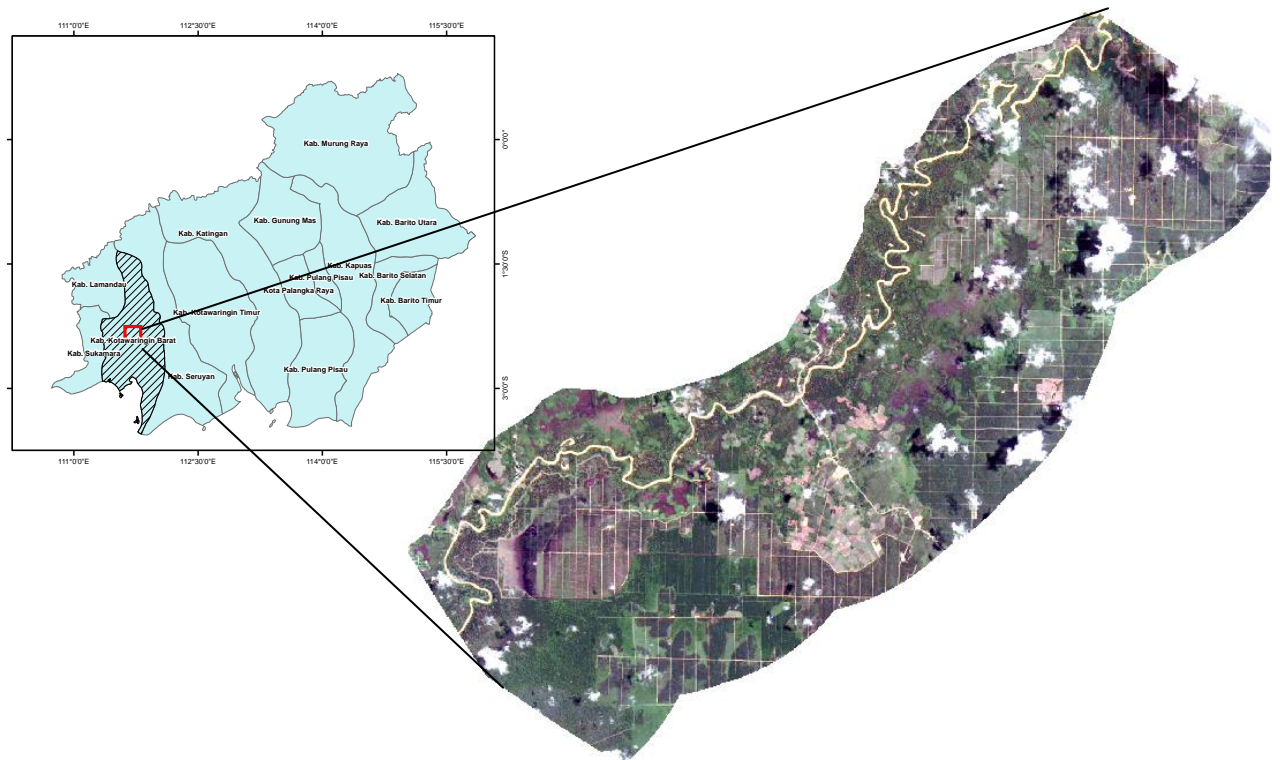 111°0'0"E 112°30'0"E 114°0'0"E 115°30'0"E
Kab. Murung Raya
0°0'0"
Kab. Gunung Mas
Kab. Barito Utara
Kab. Katingan
1°30'0"S
Kab. Kapuas
Kab. Pulang Pisau
Kab. Barito Selatan
Kab. Lamandau
Kota Palangka Raya
Kab. Barito Timur
Kab. Kotawaringin Timur
Kab. Kotawaringin Barat
Kab. Sukamara
Kab. Pulang Pisau
Kab. Seruyan
3°0'0"S
111°0'0"E 112°30'0"E 114°0'0"E 115°30'0"E